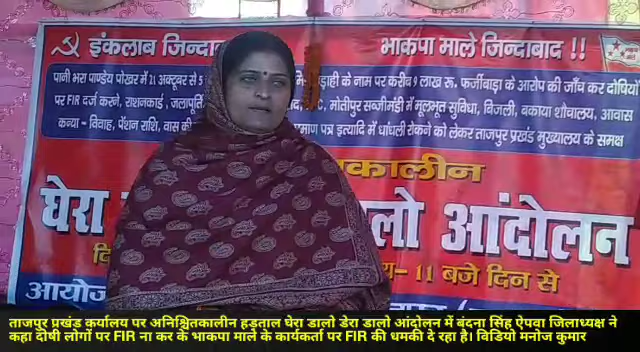 इंकलाब जिन्दाबा भाकपा माले जिन्दाबाद !!
पानी भरा पाण्डेय पोखर में 21 अक्टूबर से 5 के नाम पर करीब 9 लाख रू. फर्जीवाड़ा के आरोप की जाँच कर दोषियों
पर FIR दर्ज करने, राशनकार्ड, जलापूर्ति मोतीपुर सब्जीमंडी में मूलभूत सुविधा, बिजली, बकाया शौचालय, आवास
कन्या - विवाह, पेंशन राशि, वास की प्रमाण पत्र इत्यादि में धांधली रोकने को लेकर ताजपुर प्रखंड मुख्यालय के समक्ष
कालीन
घेरा लो आंदोलन
दि – 11 बजे दिन से
आयोज
ताजपुर प्रखंड कर्यालय पर अनिश्चितकालीन हड़ताल घेरा डालो डेरा डालो आंदोलन में बंदना सिंह ऐपवा जिलाध्यक्ष ने
कहा दोषी लोगों पर FIR ना कर के भाकपा माले के कार्यकर्ता पर FIR की धमकी दे रहा है। विडियो मनोज कुमार